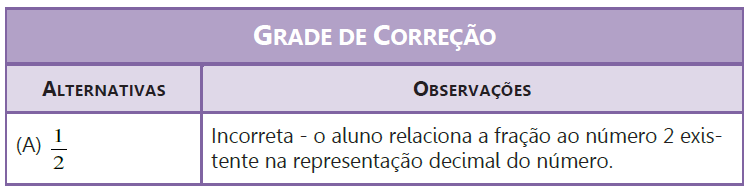 GRADE DE CORREÇÃO
ALTERNATIVAS
OBSERVAÇÕES
(A) 1/2
Incorreta - o aluno relaciona a fração ao número 2 exis-
tente na representação decimal do número.